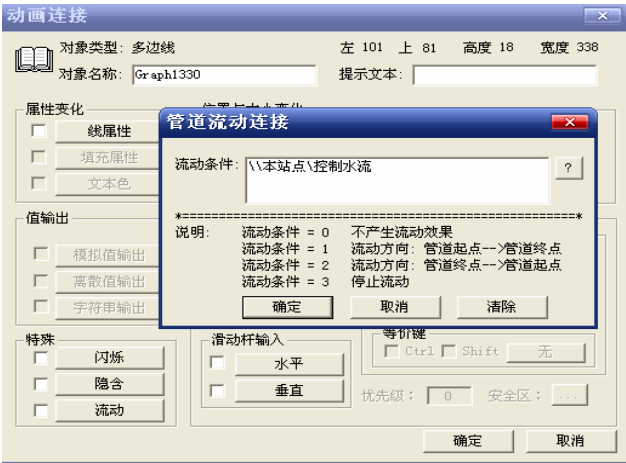 动画连接
对象类型：多边线 左 101 上 81 高度 18 宽度 338
对象名称：Graph1330 提示文本：
属性变化
线属性
填充属性
文本色
管道流动连接
流动条件：\\本站点\控制水流 ?
*=======================================================*
说明： 流动条件 = 0 不产生流动效果
流动条件 = 1 流动方向：管道起点-->管道终点
流动条件 = 2 流动方向：管道终点-->管道起点
流动条件 = 3 停止流动
确定 取消 清除
值输出
模拟值输出
离散值输出
字符串输出
特殊
闪烁
隐含
流动
滑动杆输入
水平
垂直
等价键
Ctrl Shift 无
优先级： 0 安全区： ...
确定 取消